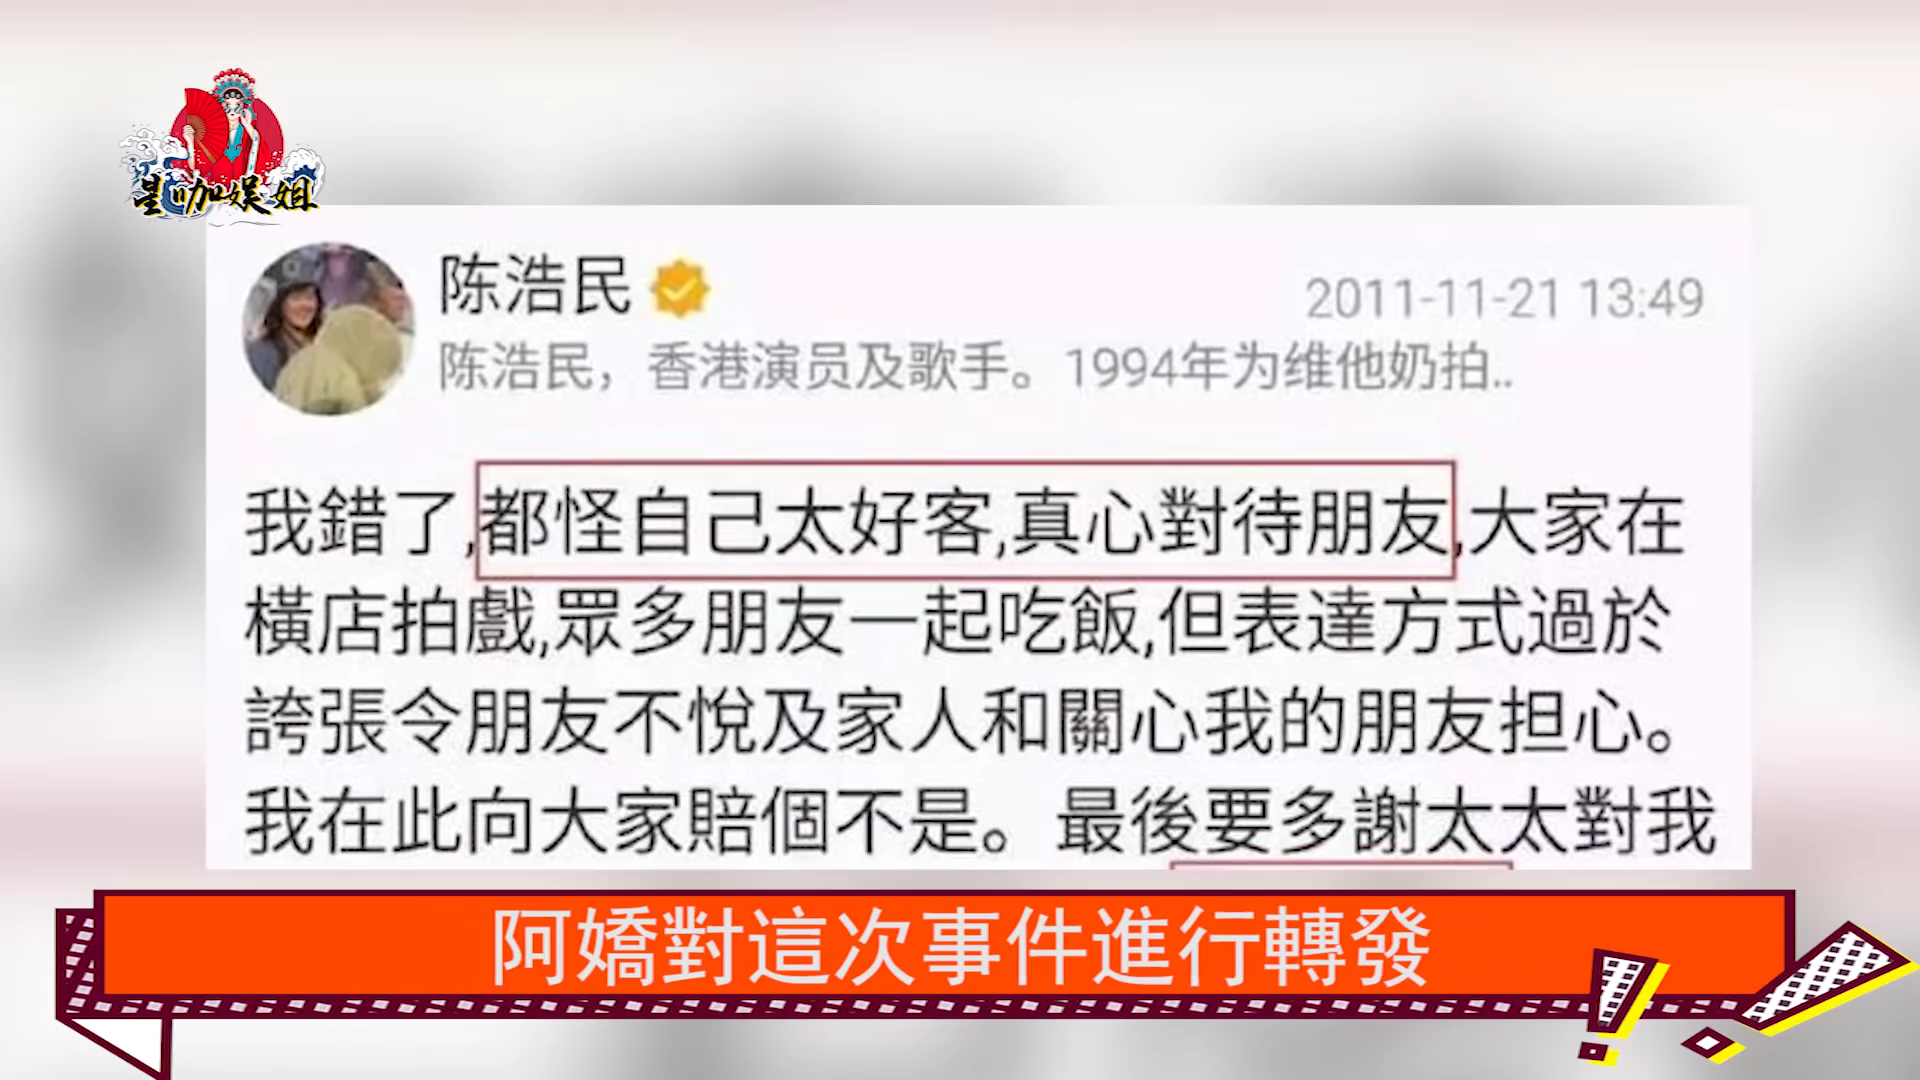 星咖娱姐
陈浩民
2011-11-21 13:49
陈浩民，香港演员及歌手。1994年为维他奶拍..
我錯了,都怪自己太好客,真心對待朋友,大家在
橫店拍戲,眾多朋友一起吃飯,但表達方式過於
誇張令朋友不悅及家人和關心我的朋友担心。
我在此向大家賠個不是。最後要多謝太太對我
阿嬌對這次事件進行轉發